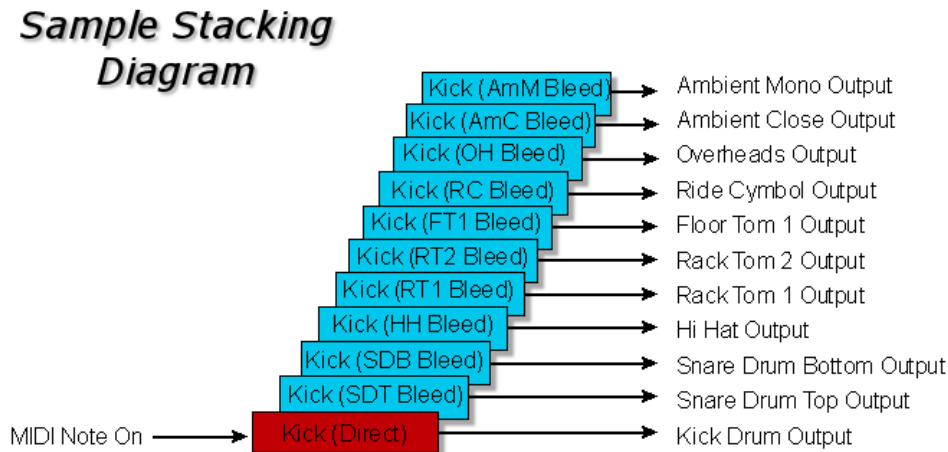 Sample Stacking
Diagram
Kick (AmM Bleed) Ambient Mono Output
Kick (AmC Bleed) Ambient Close Output
Kick (OH Bleed) Overheads Output
Kick (RC Bleed) Ride Cymbol Output
Kick (FT1 Bleed) Floor Tom 1 Output
Kick (RT2 Bleed) Rack Tom 2 Output
Kick (RT1 Bleed) Rack Tom 1 Output
Kick (HH Bleed) Hi Hat Output
Kick (SDB Bleed) Snare Drum Bottom Output
Kick (SDT Bleed) Snare Drum Top Output
MIDI Note On Kick (Direct) Kick Drum Output